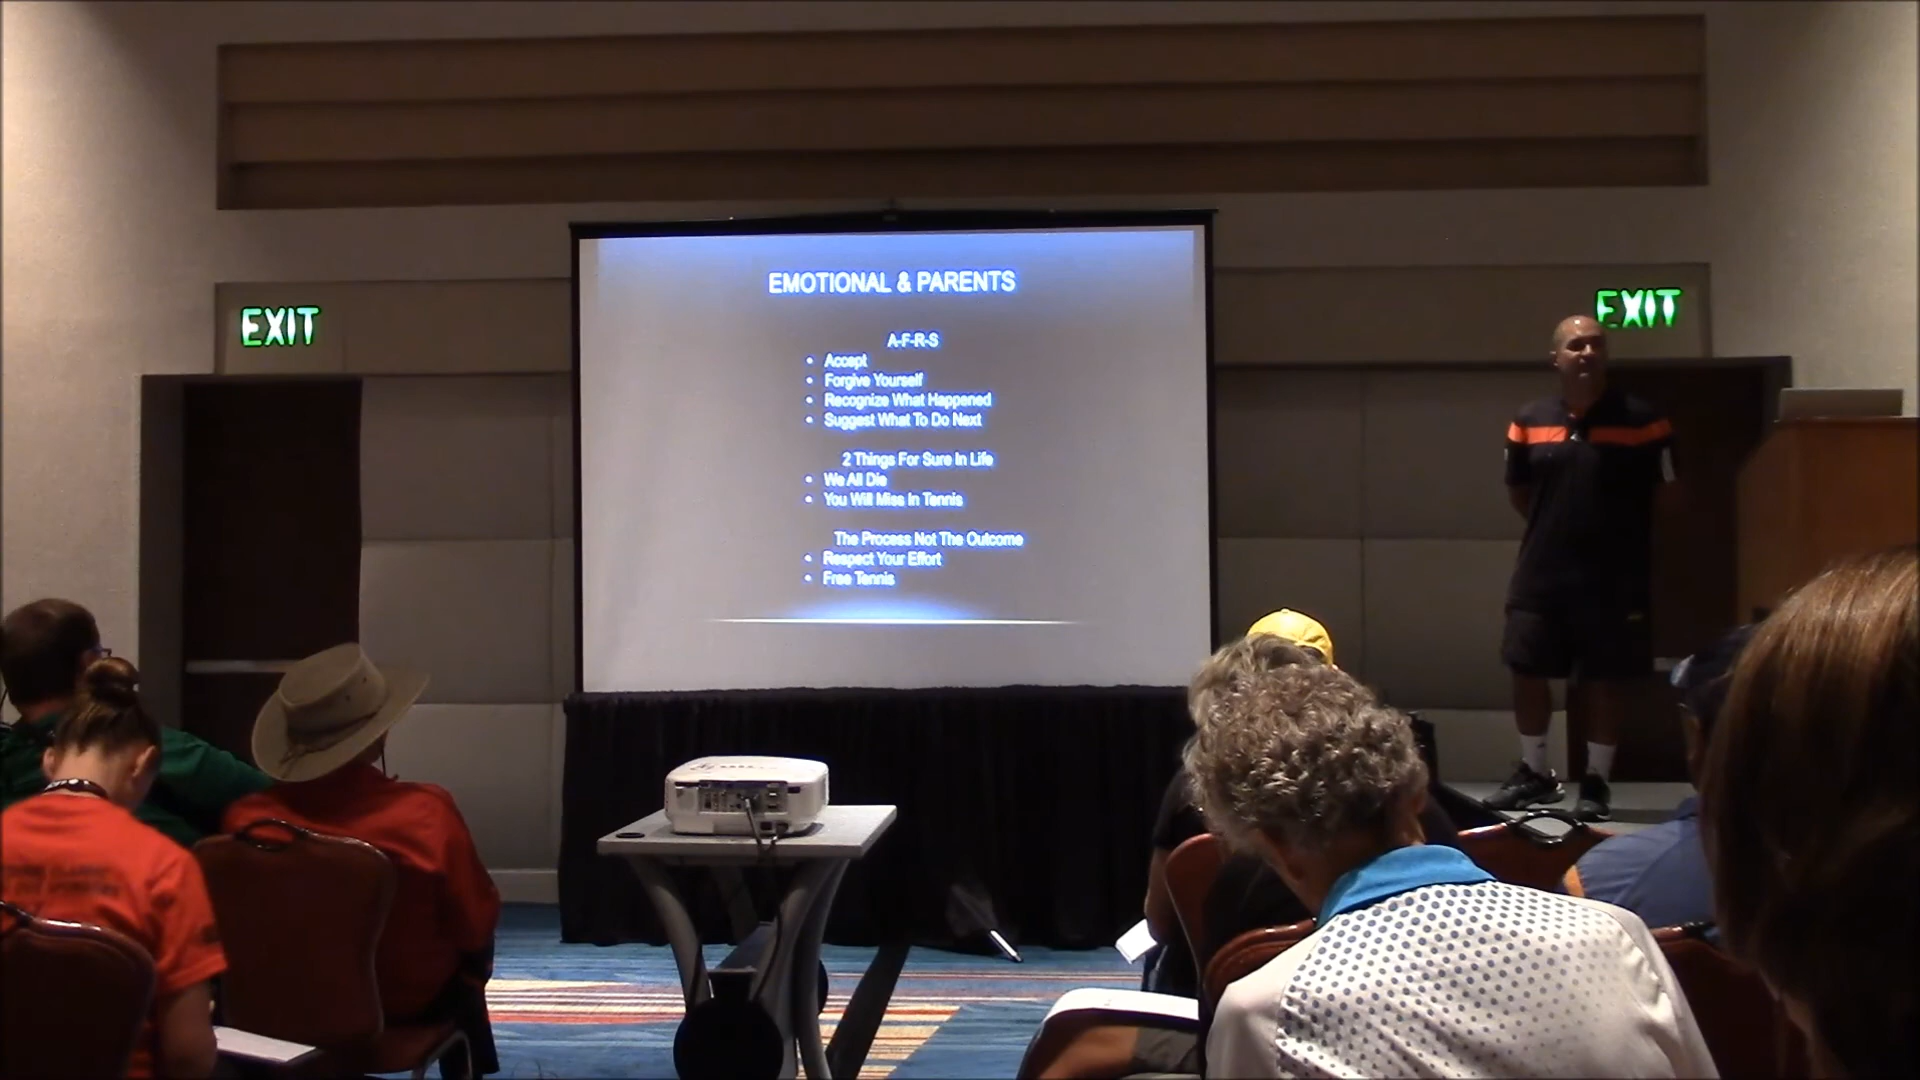 EMOTIONAL & PARENTS
EXIT
EXIT
A-F-R-S
• Accept
• Forgive Yourself
• Recognize What Happened
• Suggest What To Do Next
2 Things For Sure In Life
• We All Die
• You Will Miss In Tennis
The Process Not The Outcome
• Respect Your Effort
• Free Tennis